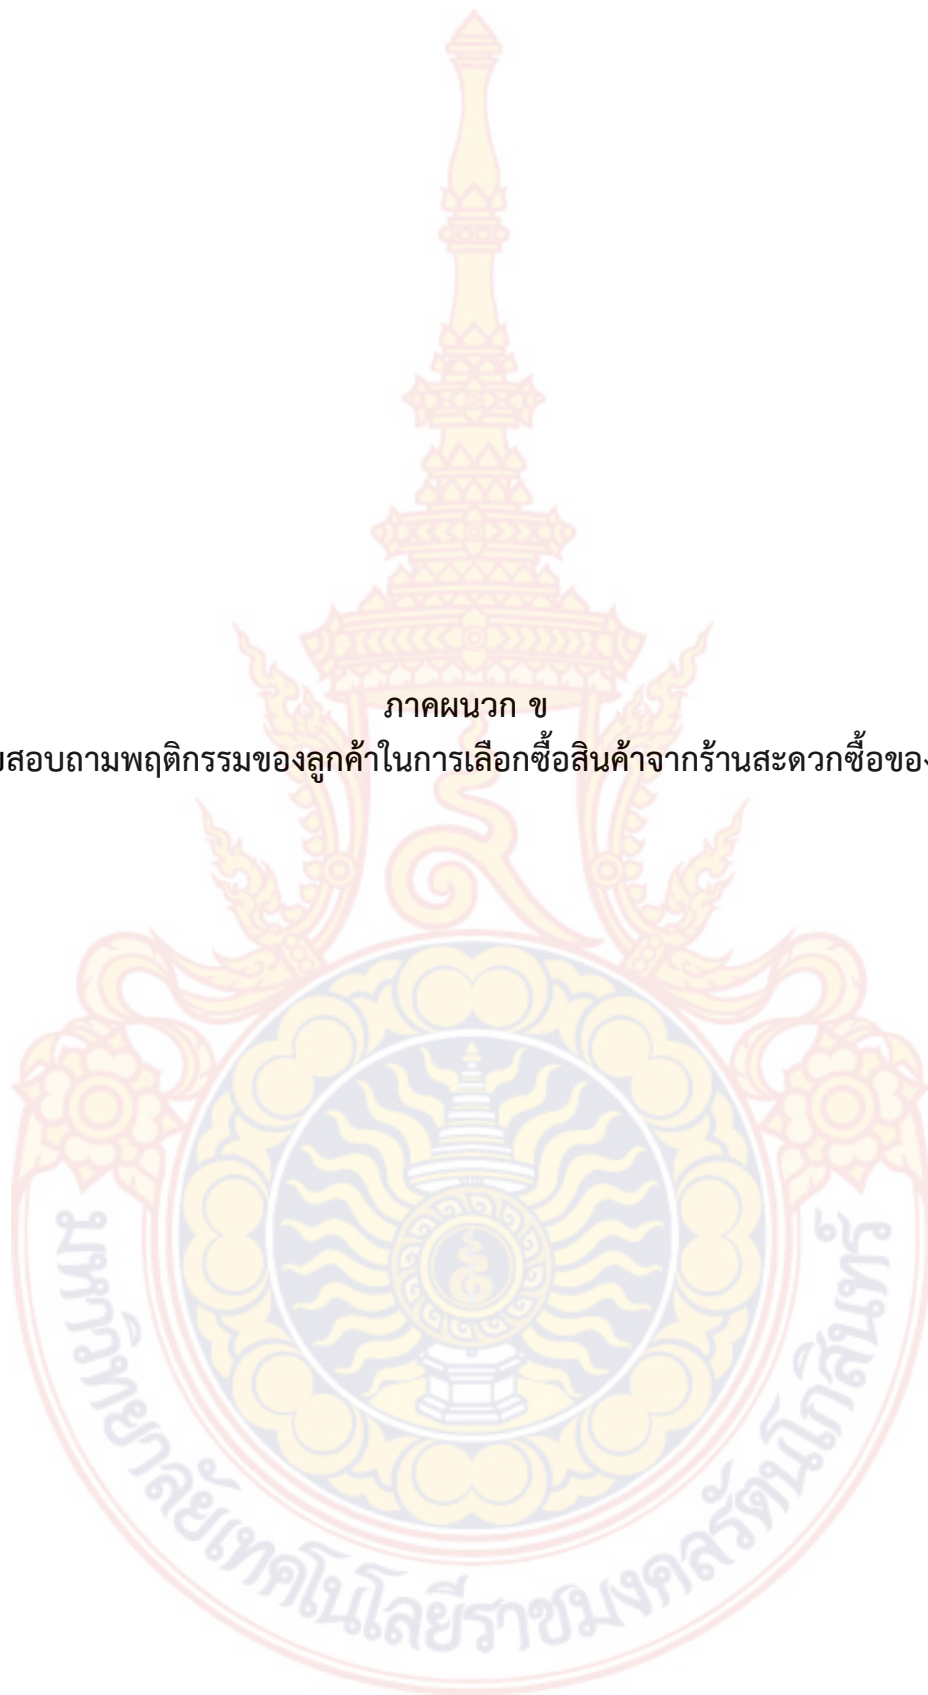 ภาคผนวก ข
สอบถามพฤติกรรมของลูกค้าในการเลือกซื้อสินค้าจากร้านสะดวกซื้อของ
มหาวิทยาลัยเทคโนโลยีราชมงคลรัตนโกสินทร์